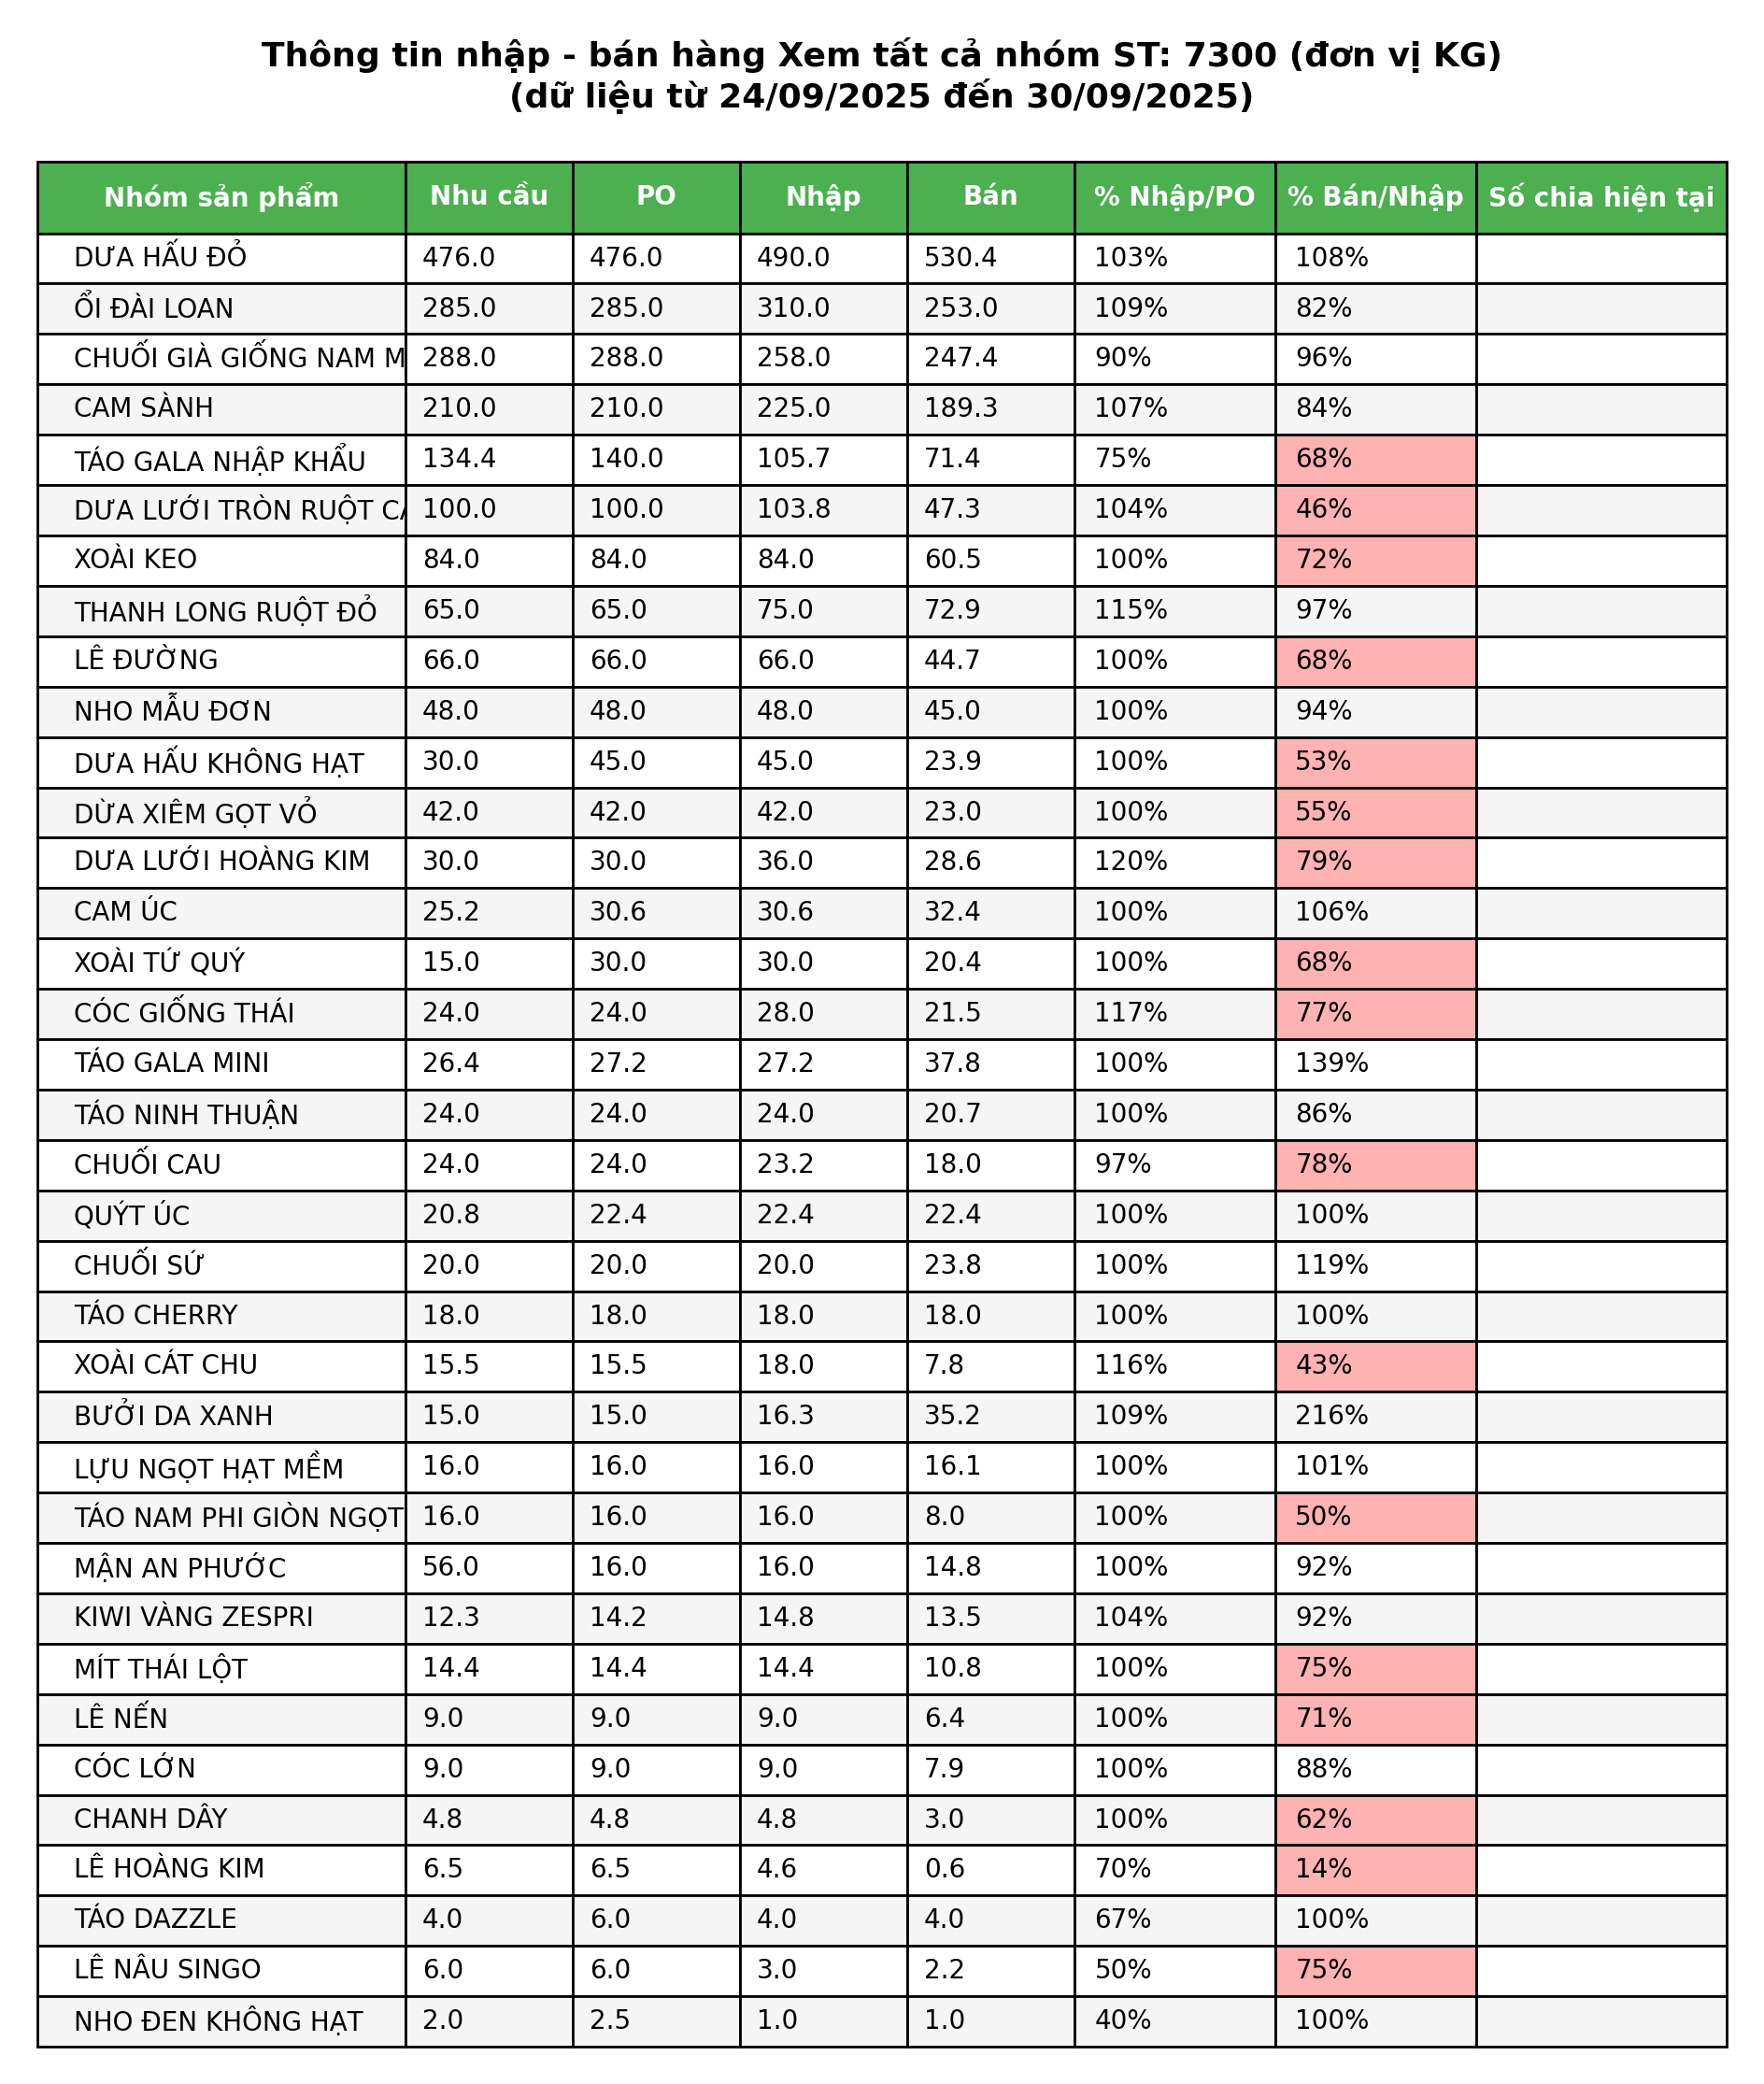 Thông tin nhập - bán hàng Xem tất cả nhóm ST: 7300 (đơn vị KG)
(dữ liệu từ 24/09/2025 đến 30/09/2025)
Nhóm sản phẩm Nhu cầu PO Nhập Bán % Nhập/PO % Bán/Nhập Số chia hiện tại
DƯA HẤU ĐỎ 476.0 476.0 490.0 530.4 103% 108%
ỔI ĐÀI LOAN 285.0 285.0 310.0 253.0 109% 82%
CHUỐI GIÀ GIỐNG NAM M 288.0 288.0 258.0 247.4 90% 96%
CAM SÀNH 210.0 210.0 225.0 189.3 107% 84%
TÁO GALA NHẬP KHẨU 134.4 140.0 105.7 71.4 75% 68%
DƯA LƯỚI TRÒN RUỘT CA 100.0 100.0 103.8 47.3 104% 46%
XOÀI KEO 84.0 84.0 84.0 60.5 100% 72%
THANH LONG RUỘT ĐỎ 65.0 65.0 75.0 72.9 115% 97%
LÊ ĐƯỜNG 66.0 66.0 66.0 44.7 100% 68%
NHO MẪU ĐƠN 48.0 48.0 48.0 45.0 100% 94%
DƯA HẤU KHÔNG HẠT 30.0 45.0 45.0 23.9 100% 53%
DỪA XIÊM GỌT VỎ 42.0 42.0 42.0 23.0 100% 55%
DƯA LƯỚI HOÀNG KIM 30.0 30.0 36.0 28.6 120% 79%
CAM ÚC 25.2 30.6 30.6 32.4 100% 106%
XOÀI TỨ QUÝ 15.0 30.0 30.0 20.4 100% 68%
CÓC GIỐNG THÁI 24.0 24.0 28.0 21.5 117% 77%
TÁO GALA MINI 26.4 27.2 27.2 37.8 100% 139%
TÁO NINH THUẬN 24.0 24.0 24.0 20.7 100% 86%
CHUỐI CAU 24.0 24.0 23.2 18.0 97% 78%
QUÝT ÚC 20.8 22.4 22.4 22.4 100% 100%
CHUỐI SỨ 20.0 20.0 20.0 23.8 100% 119%
TÁO CHERRY 18.0 18.0 18.0 18.0 100% 100%
XOÀI CÁT CHU 15.5 15.5 18.0 7.8 116% 43%
BƯỞI DA XANH 15.0 15.0 16.3 35.2 109% 216%
LỰU NGỌT HẠT MỀM 16.0 16.0 16.0 16.1 100% 101%
TÁO NAM PHI GIÒN NGỌT 16.0 16.0 16.0 8.0 100% 50%
MẬN AN PHƯỚC 56.0 16.0 16.0 14.8 100% 92%
KIWI VÀNG ZESPRI 12.3 14.2 14.8 13.5 104% 92%
MÍT THÁI LỘT 14.4 14.4 14.4 10.8 100% 75%
LÊ NẾN 9.0 9.0 9.0 6.4 100% 71%
CÓC LỚN 9.0 9.0 9.0 7.9 100% 88%
CHANH DÂY 4.8 4.8 4.8 3.0 100% 62%
LÊ HOÀNG KIM 6.5 6.5 4.6 0.6 70% 14%
TÁO DAZZLE 4.0 6.0 4.0 4.0 67% 100%
LÊ NÂU SINGO 6.0 6.0 3.0 2.2 50% 75%
NHO ĐEN KHÔNG HẠT 2.0 2.5 1.0 1.0 40% 100%